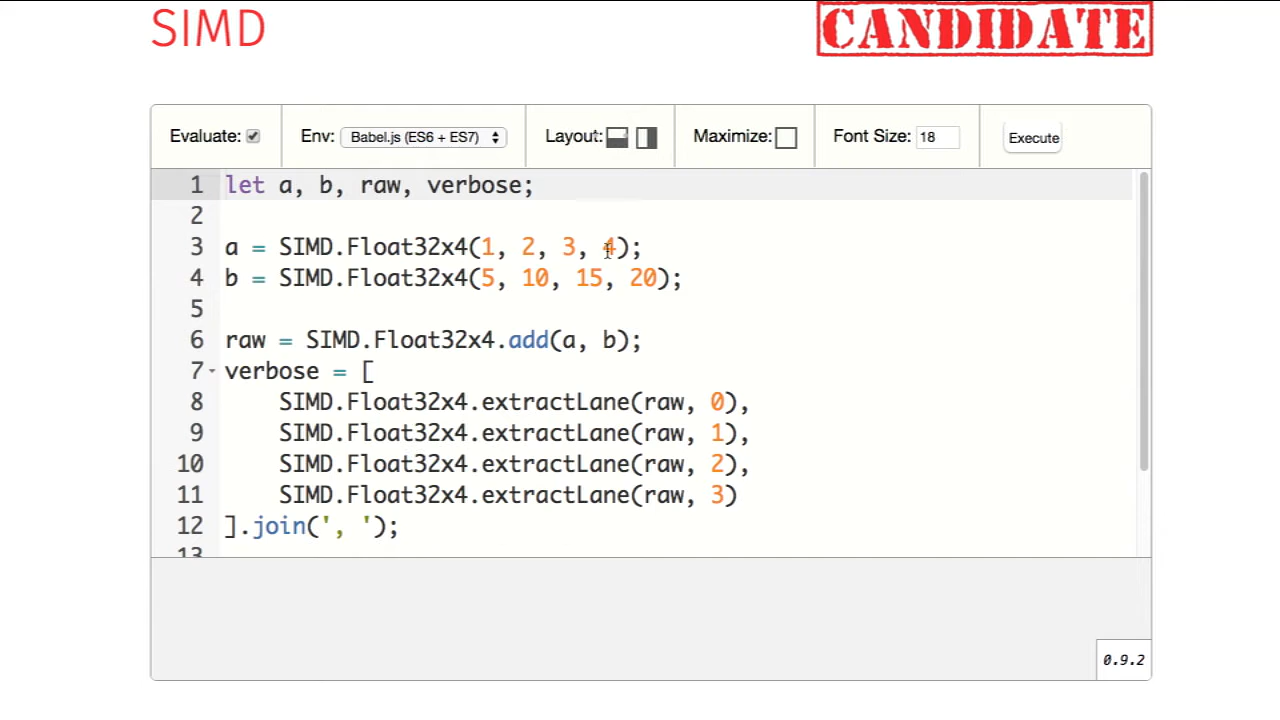 SIMD
CANDIDATE
Evaluate: Env: Babel.js (ES6 + ES7) Layout: Maximize: Font Size: 18 Execute
1 let a, b, raw, verbose;
2
3 a = SIMD.Float32x4(1, 2, 3, 4);
4 b = SIMD.Float32x4(5, 10, 15, 20);
5
6 raw = SIMD.Float32x4.add(a, b);
7 verbose = [
8 SIMD.Float32x4.extractLane(raw, 0),
9 SIMD.Float32x4.extractLane(raw, 1),
10 SIMD.Float32x4.extractLane(raw, 2),
11 SIMD.Float32x4.extractLane(raw, 3)
12 ].join(', ');
13
0.9.2